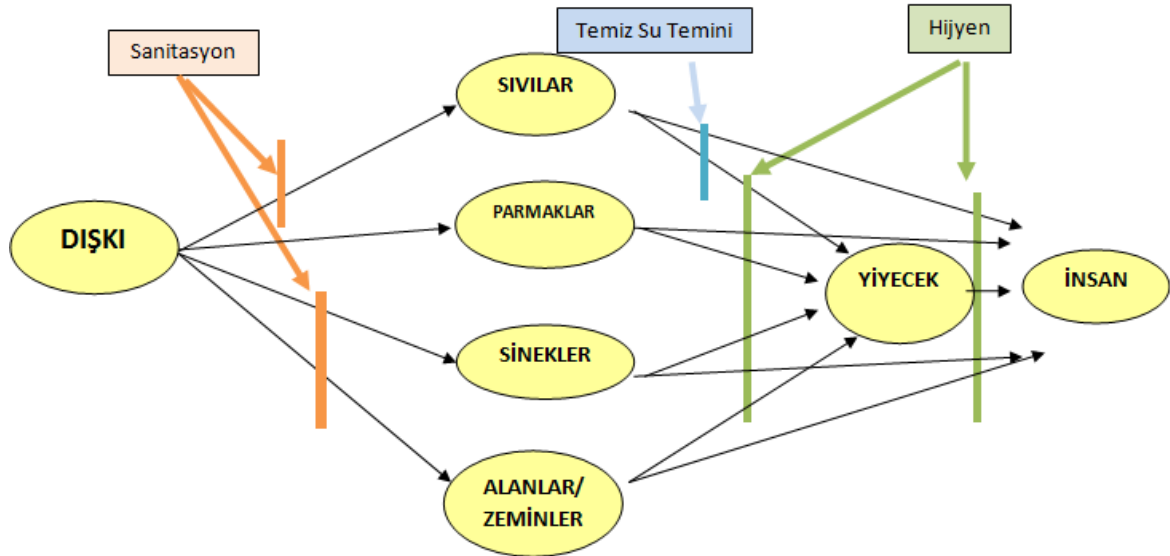 Sanitasyon
Temiz Su Temini
Hijyen
SIVILAR
PARMAKLAR
DIŞKI
YİYECEK
İNSAN
SİNEKLER
ALANLAR/
ZEMİNLER